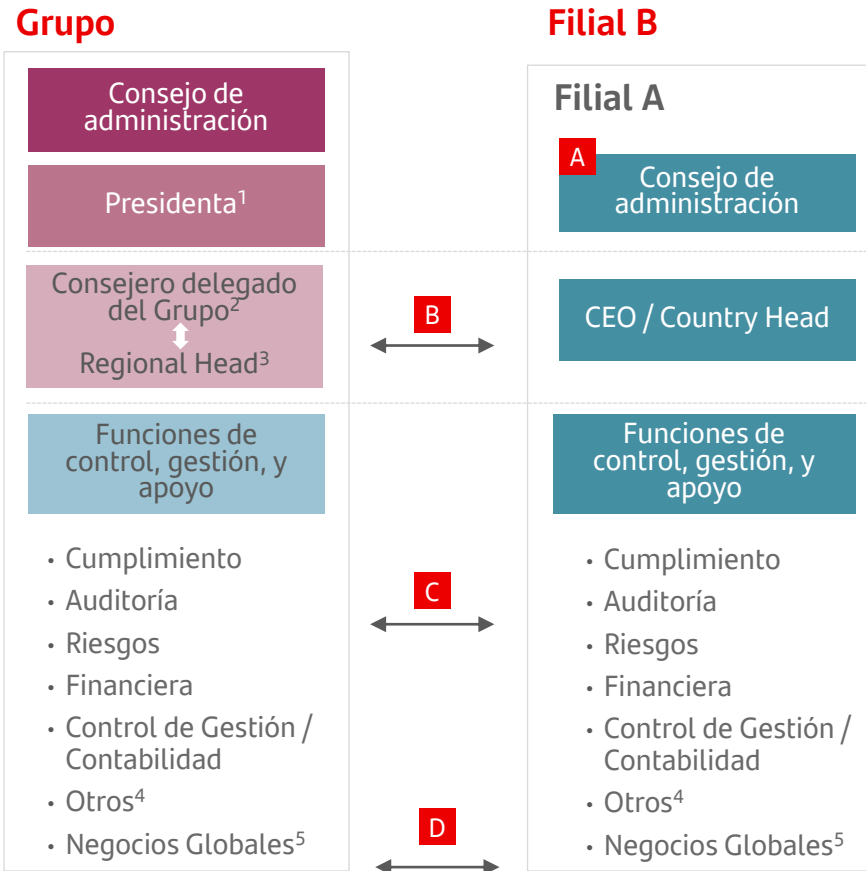 Grupo
Consejo de
administración
Presidenta¹
Consejero delegado
del Grupo²
Regional Head³
Funciones de
control, gestión, y
apoyo
• Cumplimiento
• Auditoría
• Riesgos
• Financiera
• Control de Gestión /
Contabilidad
• Otros⁴
• Negocios Globales⁵
B
C
D
Filial B
Filial A
A
Consejo de
administración
CEO / Country Head
Funciones de
control, gestión, y
apoyo
• Cumplimiento
• Auditoría
• Riesgos
• Financiera
• Control de Gestión /
Contabilidad
• Otros⁴
• Negocios Globales⁵